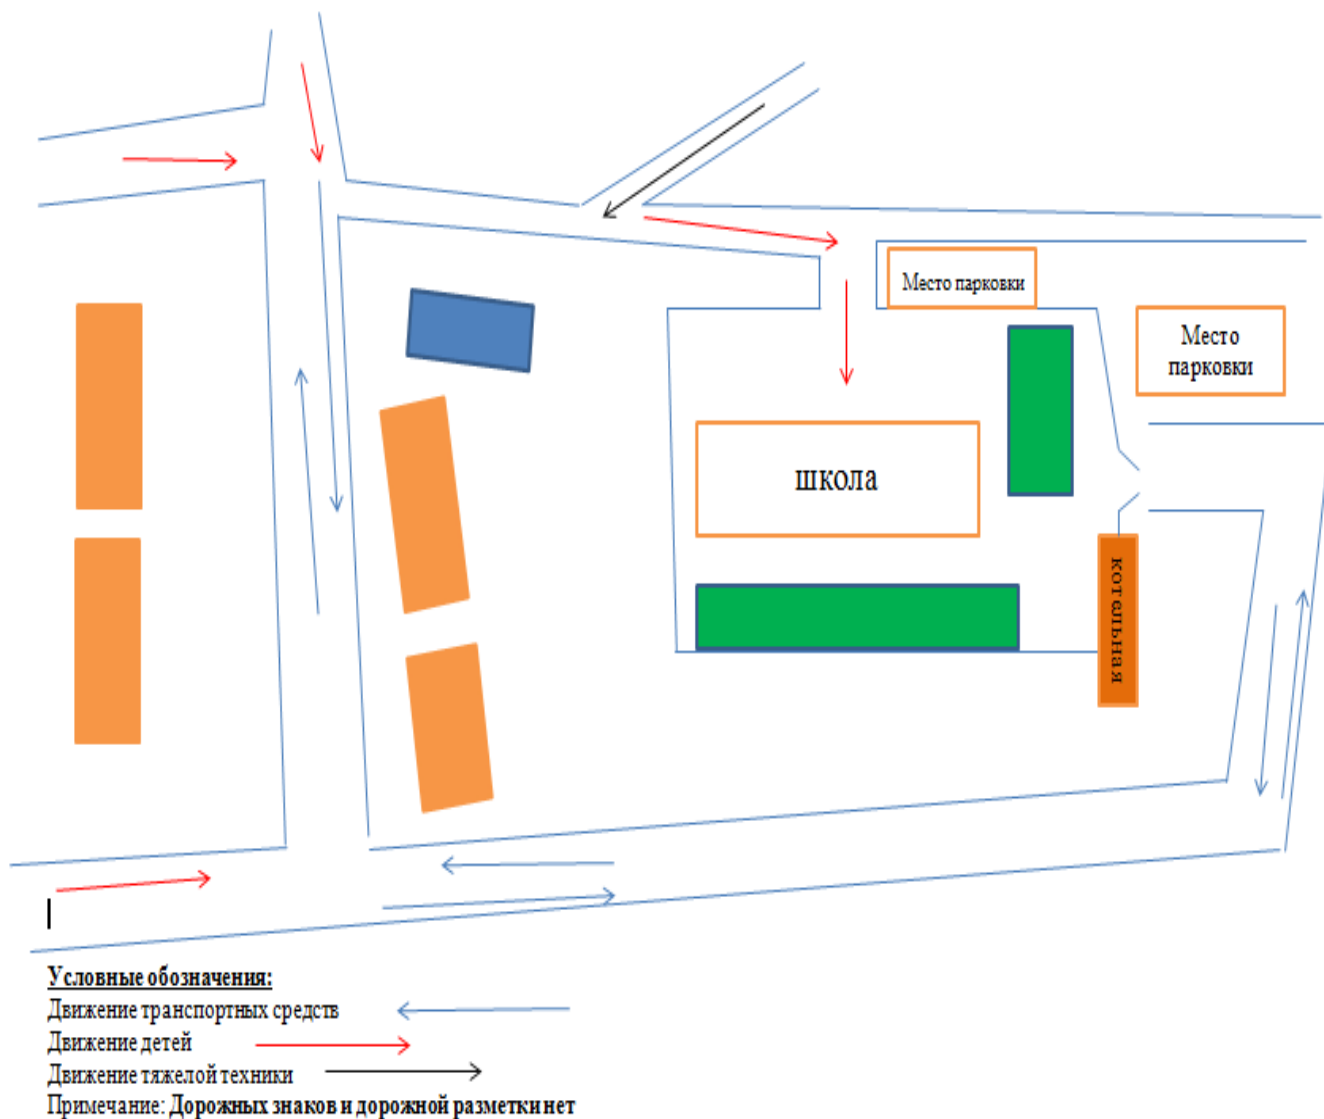 Место парковки
Место
парковки
школа
котельная
Условные обозначения:
Движение транспортных средств
Движение детей
Движение тяжелой техники
Примечание: Дорожных знаков и дорожной разметки нет